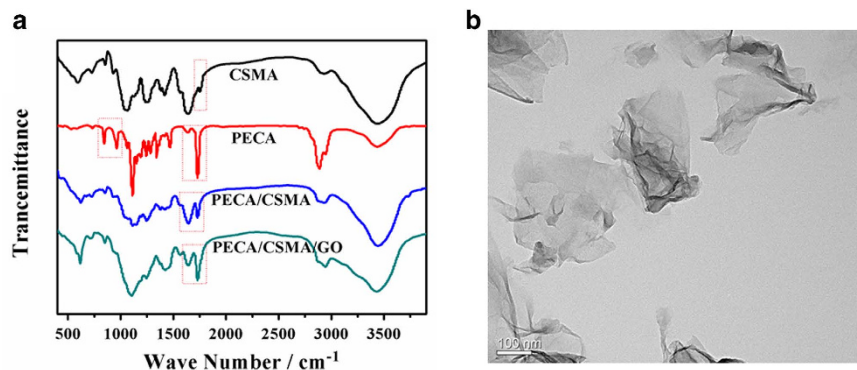 a
b
Trancemittance
CSMA
PECA
PECA/CSMA
PECA/CSMA/GO
500 1000 1500 2000 2500 3000 3500
Wave Number / cm-1
100 nm